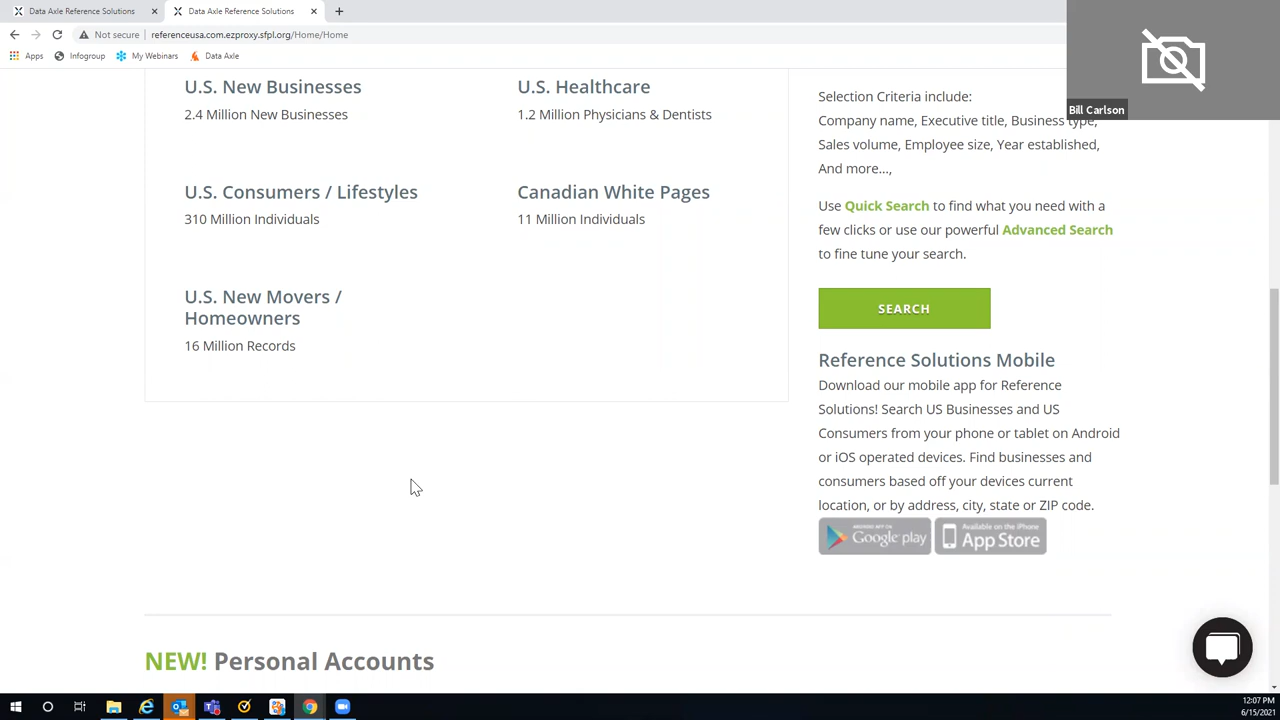 Data Axle Reference Solutions
Data Axle Reference Solutions
Not secure | referenceusa.com.ezproxy.sfpl.org/Home/Home
Apps Infogroup My Webinars Data Axle
Bill Carlson
U.S. New Businesses
2.4 Million New Businesses
U.S. Healthcare
1.2 Million Physicians & Dentists
U.S. Consumers / Lifestyles
310 Million Individuals
Canadian White Pages
11 Million Individuals
U.S. New Movers /
Homeowners
16 Million Records
Selection Criteria include:
Company name, Executive title, Business type,
Sales volume, Employee size, Year established,
And more...,
Use Quick Search to find what you need with a
few clicks or use our powerful Advanced Search
to fine tune your search.
SEARCH
Reference Solutions Mobile
Download our mobile app for Reference
Solutions! Search US Businesses and US
Consumers from your phone or tablet on Android
or iOS operated devices. Find businesses and
consumers based off your devices current
location, or by address, city, state or ZIP code.
ANDROID APP ON
Google play
Available on the iPhone
App Store
NEW! Personal Accounts
12:07 PM
6/15/2021